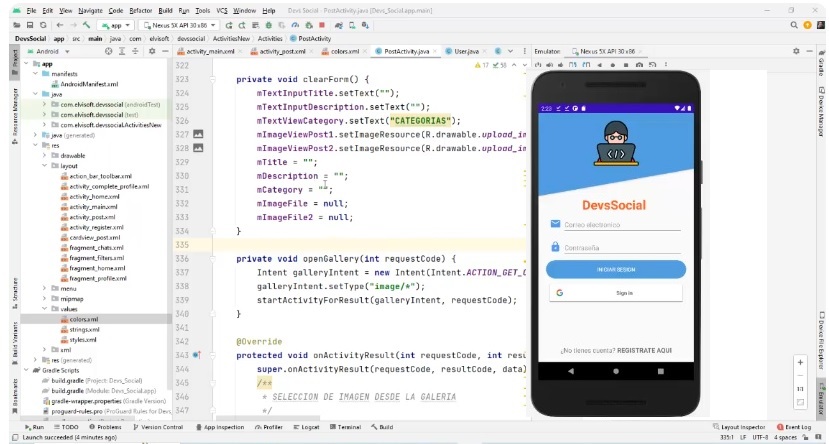 File Edit View Navigate Code Refactor Build Run Tools VCS Window Help Devs Social - PostActivity.java [Devs_Social.app.main]
app Nexus 5X API 30 x86
DevsSocial app src main java com elvisoft devssocial ActivitiesNew Activities PostActivity
Android
activity_main.xml activity_post.xml colors.xml PostActivity.java User.java
Emulator: Nexus 5X API 30 x86
17 58
Project
Resource Manager
Structure
Build Variants
Bookmarks
app
manifests
AndroidManifest.xml
java
com.elvisoft.devssocial (androidTest)
com.elvisoft.devssocial (test)
com.elvisoft.devssocialActivitiesNew
java (generated)
res
drawable
layout
action_bar_toolbar.xml
activity_complete_profile.xml
activity_home.xml
activity_main.xml
activity_post.xml
activity_register.xml
cardview_post.xml
fragment_chats.xml
fragment_filters.xml
fragment_home.xml
fragment_profile.xml
menu
mipmap
values
colors.xml
strings.xml
styles.xml
xml
res (generated)
Gradle Scripts
build.gradle (Project: Devs_Social)
build.gradle (Module: Devs_Social.app)
gradle-wrapper.properties (Gradle Version)
proguard-rules.pro (ProGuard Rules for Dev
322
323 private void clearForm() {
324 mTextInputTitle.setText("");
325 mTextInputDescription.setText("");
326 mTextViewCategory.setText("CATEGORIAS");
327 mImageViewPost1.setImageResource(R.drawable.upload_im
328 mImageViewPost2.setImageResource(R.drawable.upload_im
329 mTitle = "";
330 mDescription = "";
331 mCategory = "";
332 mImageFile = null;
333 mImageFile2 = null;
334 }
335
336 private void openGallery(int requestCode) {
337 Intent galleryIntent = new Intent(Intent.ACTION_GET_C
338 galleryIntent.setType("image/*");
339 startActivityForResult(galleryIntent, requestCode);
340 }
341
342 @Override
343 protected void onActivityResult(int requestCode, int resu
344 super.onActivityResult(requestCode, resultCode, data)
345 /**
346 * SELECCION DE IMAGEN DESDE LA GALERIA
347 */
2:23
DevsSocial
Correo electronico
Contraseña
INICIAR SESION
G Sign in
¿No tienes cuenta? REGISTRATE AQUI
1:1
Gradle
Device Manager
Device File Explorer
Emulator
Run TODO Problems Version Control App Inspection Profiler Logcat Terminal Build Layout Inspector Event Log
Launch succeeded (4 minutes ago) 335:1 LF UTF-8 4 spaces